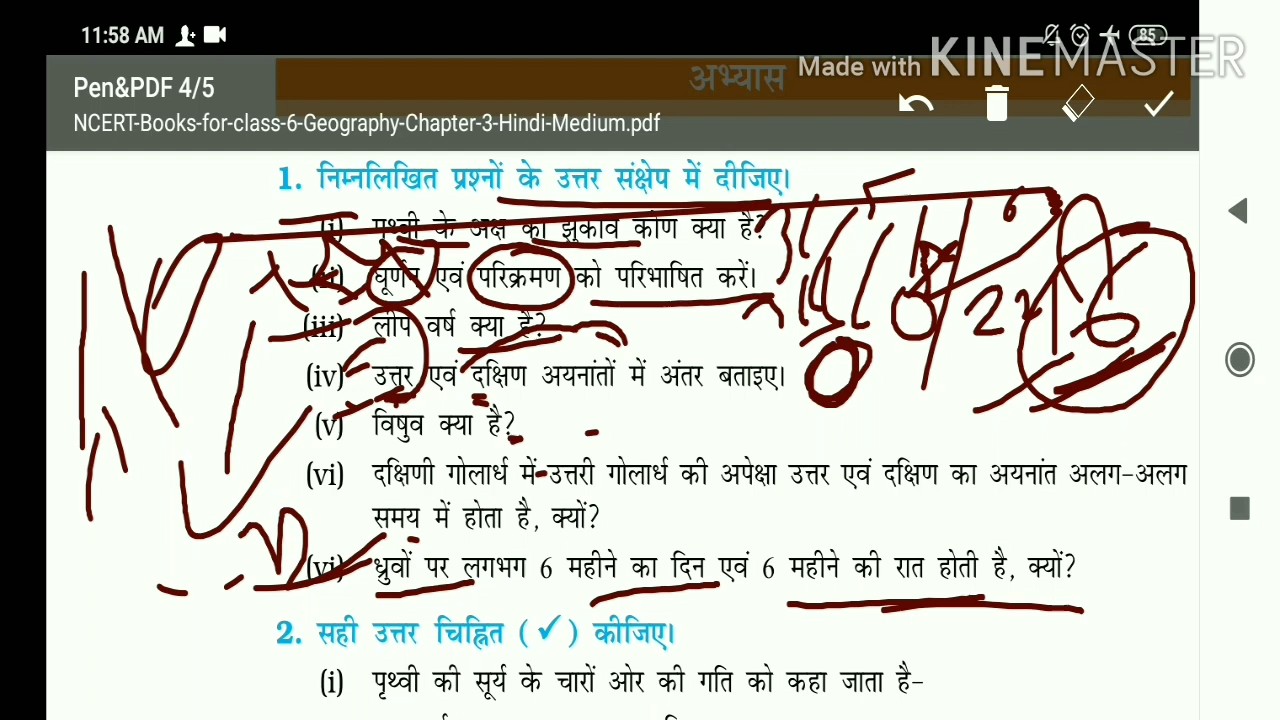 11:58 AM
85
Made with KINEMASTER
Pen&PDF 4/5
अभ्यास
NCERT-Books-for-class-6-Geography-Chapter-3-Hindi-Medium.pdf
1. निम्नलिखित प्रश्नों के उत्तर संक्षेप में दीजिए।
(i) पृथ्वी के अक्ष का झुकाव कोण क्या है?
(ii) घूर्णन एवं परिक्रमण को परिभाषित करें।
(iii) लीप वर्ष क्या है?
(iv) उत्तर एवं दक्षिण अयनांतों में अंतर बताइए।
(v) विषुव क्या है?
(vi) दक्षिणी गोलार्ध में उत्तरी गोलार्ध की अपेक्षा उत्तर एवं दक्षिण का अयनांत अलग-अलग
समय में होता है, क्यों?
(vi) ध्रुवों पर लगभग 6 महीने का दिन एवं 6 महीने की रात होती है, क्यों?
2. सही उत्तर चिह्नित (✓) कीजिए।
(i) पृथ्वी की सूर्य के चारों ओर की गति को कहा जाता है–